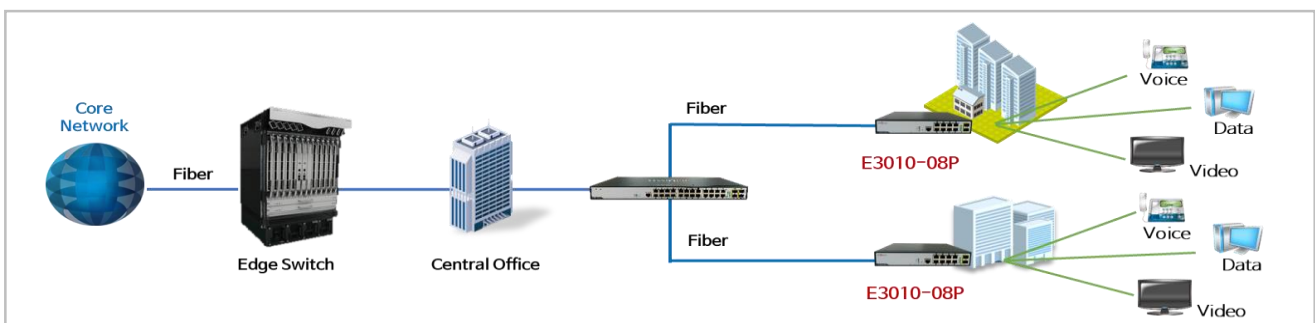 Core
Network
Fiber
Edge Switch
Central Office
Fiber
E3010-08P
Voice
Data
Video
Fiber
E3010-08P
Voice
Data
Video